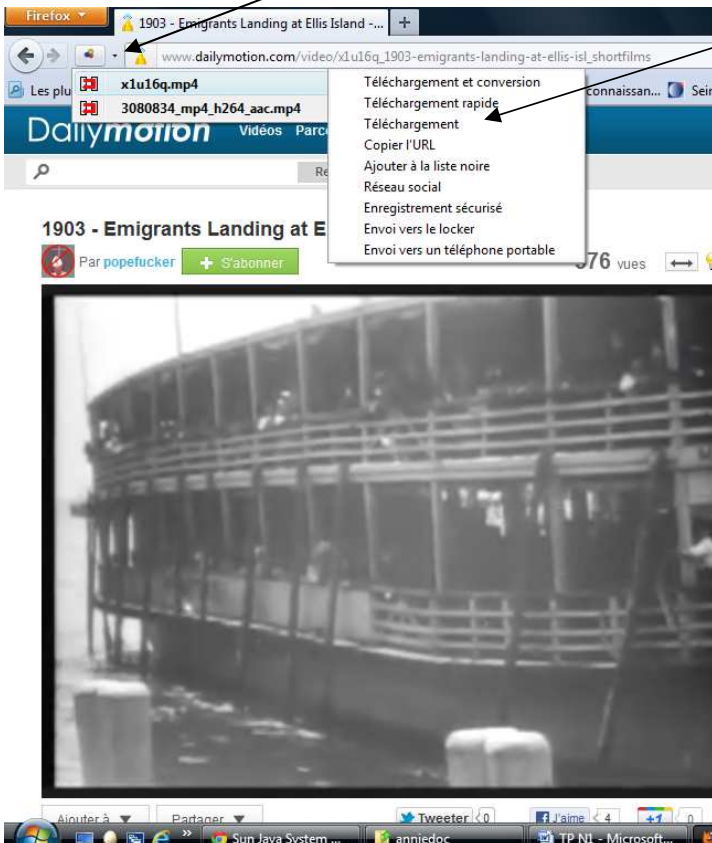 Firefox
1903 - Emigrants Landing at Ellis Island -...
www.dailymotion.com/video/x1u16q_1903-emigrants-landing-at-ellis-isl_shortfilms
Les plu
connaissan...
x1u16q.mp4
3080834_mp4_h264_aac.mp4
Téléchargement et conversion
Téléchargement rapide
Téléchargement
Copier l'URL
Ajouter à la liste noire
Réseau social
Enregistrement sécurisé
Envoi vers le locker
Envoi vers un téléphone portable
Dailymotion
Vidéos
Re
1903 - Emigrants Landing at E
Par popefucker
+ S'abonner
76 vues
Ajouter à
Partager
Tweeter 0
J'aime 4
+1 0
Sun Java System ...
anniedoc
TP N1 - Microsoft...